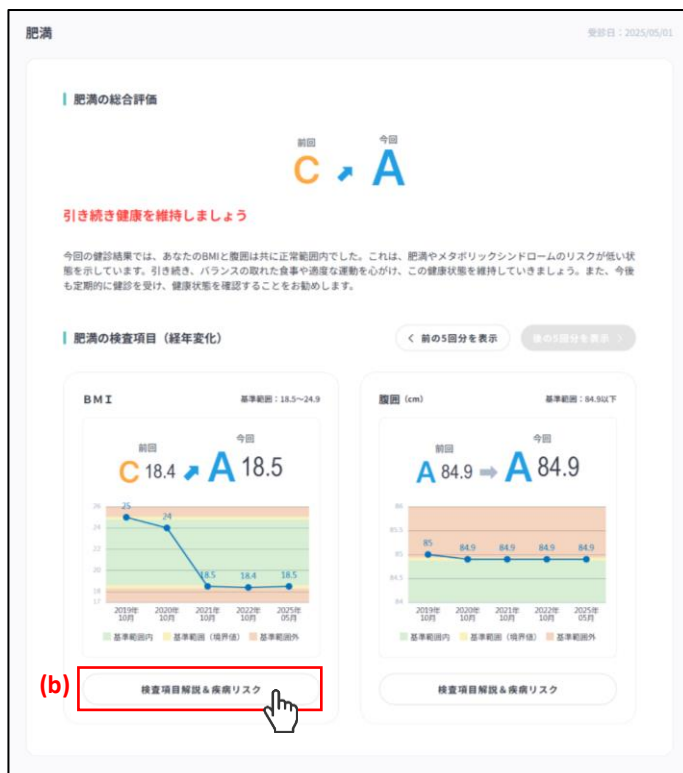 肥満
受診日：2025/05/01
肥満の総合評価
前回
今回
C
A
引き続き健康を維持しましょう
今回の健診結果では、あなたのBMIと腹囲は共に正常範囲内でした。これは、肥満やメタボリックシンドロームのリスクが低い状
態を示しています。引き続き、バランスの取れた食事や適度な運動を心がけ、この健康状態を維持していきましょう。また、今後
も定期的に健診を受け、健康状態を確認することをお勧めします。
肥満の検査項目（経年変化）
< 前の5回分を表示
後の5回分を表示 >
BMI
基準範囲：18.5〜24.9
前回
今回
C 18.4
A 18.5
26
24
22
20
18
17
25
24
18.5
18.4
18.5
2019年
10月
2020年
10月
2021年
10月
2022年
10月
2025年
05月
基準範囲内
基準範囲（境界値）
基準範囲外
(b)
検査項目解説＆疾病リスク
腹囲 (cm)
基準範囲：84.9以下
前回
今回
A 84.9
A 84.9
86
85.5
85
84.5
84
85
84.9
84.9
84.9
84.9
2019年
10月
2020年
10月
2021年
10月
2022年
10月
2025年
05月
基準範囲内
基準範囲（境界値）
基準範囲外
検査項目解説＆疾病リスク